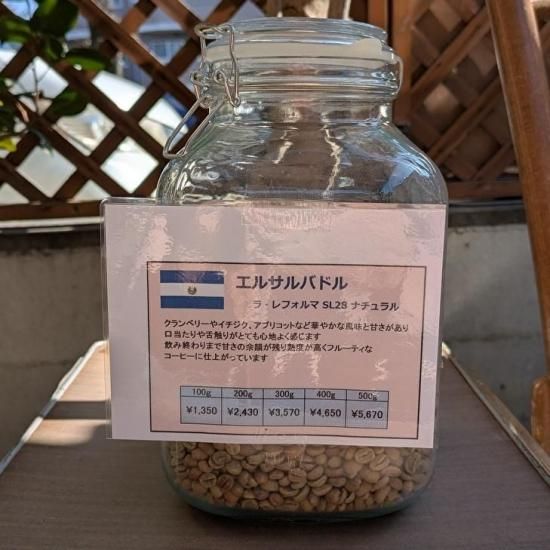 エルサルバドル
ラ・レフォルマ SL28 ナチュラル
クランベリーやイチジク、アプリコットなど華やかな風味と甘さがあり
口当たりや舌触りがとても心地よく感じます
飲み終わりまで甘さの余韻が残り熟度が高くフルーティな
コーヒーに仕上がっています
100g 200g 300g 400g 500g
¥1,350 ¥2,430 ¥3,570 ¥4,650 ¥5,670